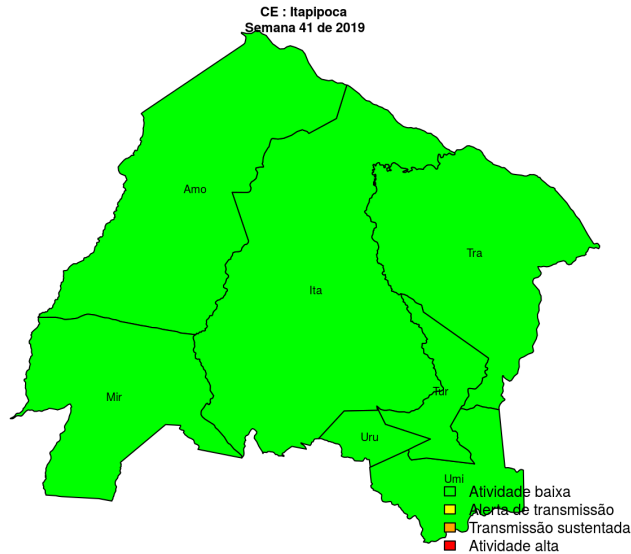 CE : Itapipoca
Semana 41 de 2019
Amo
Tra
Ita
Tur
Mir
Uru
Umi
Atividade baixa
Alerta de transmissão
Transmissão sustentada
Atividade alta